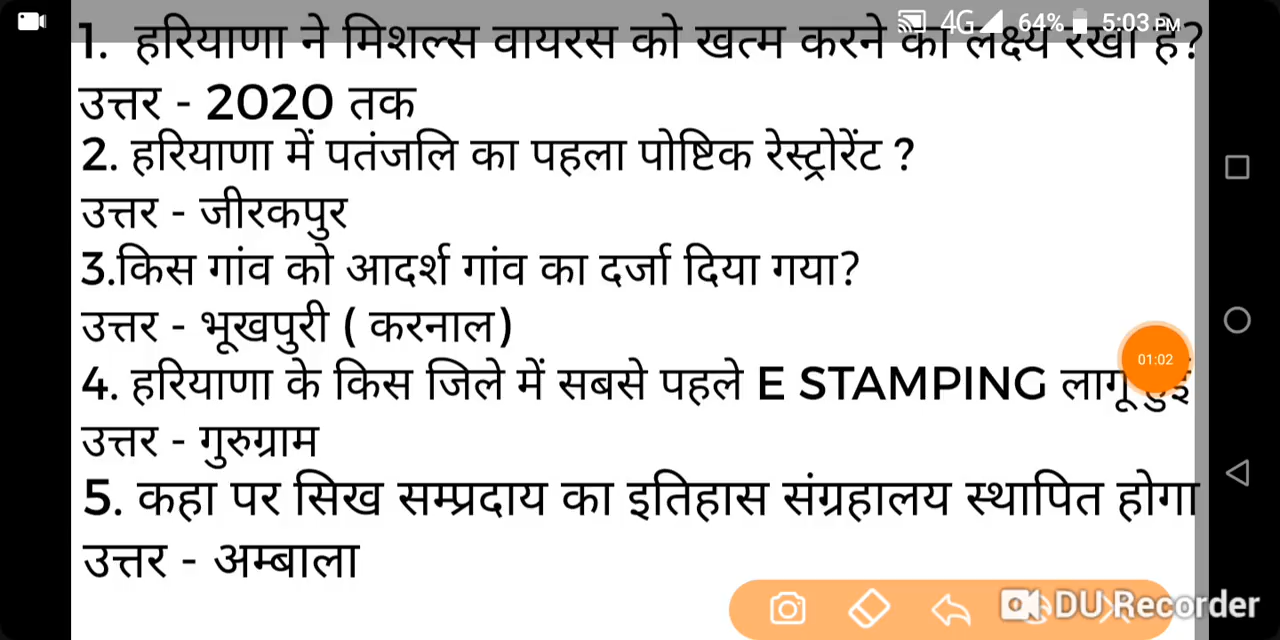 4G 64% 5:03 PM
1. हरियाणा ने मिशल्स वायरस को खत्म करने का लक्ष्य रखा है?
उत्तर - 2020 तक
2. हरियाणा में पतंजलि का पहला पोष्टिक रेस्ट्रोरेंट ?
उत्तर - जीरकपुर
3.किस गांव को आदर्श गांव का दर्जा दिया गया?
उत्तर - भूखपुरी ( करनाल)
01:02
4. हरियाणा के किस जिले में सबसे पहले E STAMPING लागू हुई
उत्तर - गुरुग्राम
5. कहा पर सिख सम्प्रदाय का इतिहास संग्रहालय स्थापित होगा
उत्तर - अम्बाला
DU Recorder